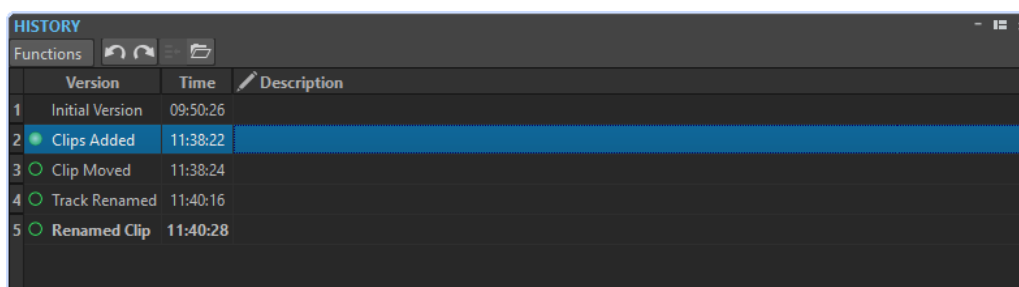 HISTORY
Functions
Version Time Description
1 Initial Version 09:50:26
2 Clips Added 11:38:22
3 Clip Moved 11:38:24
4 Track Renamed 11:40:16
5 Renamed Clip 11:40:28